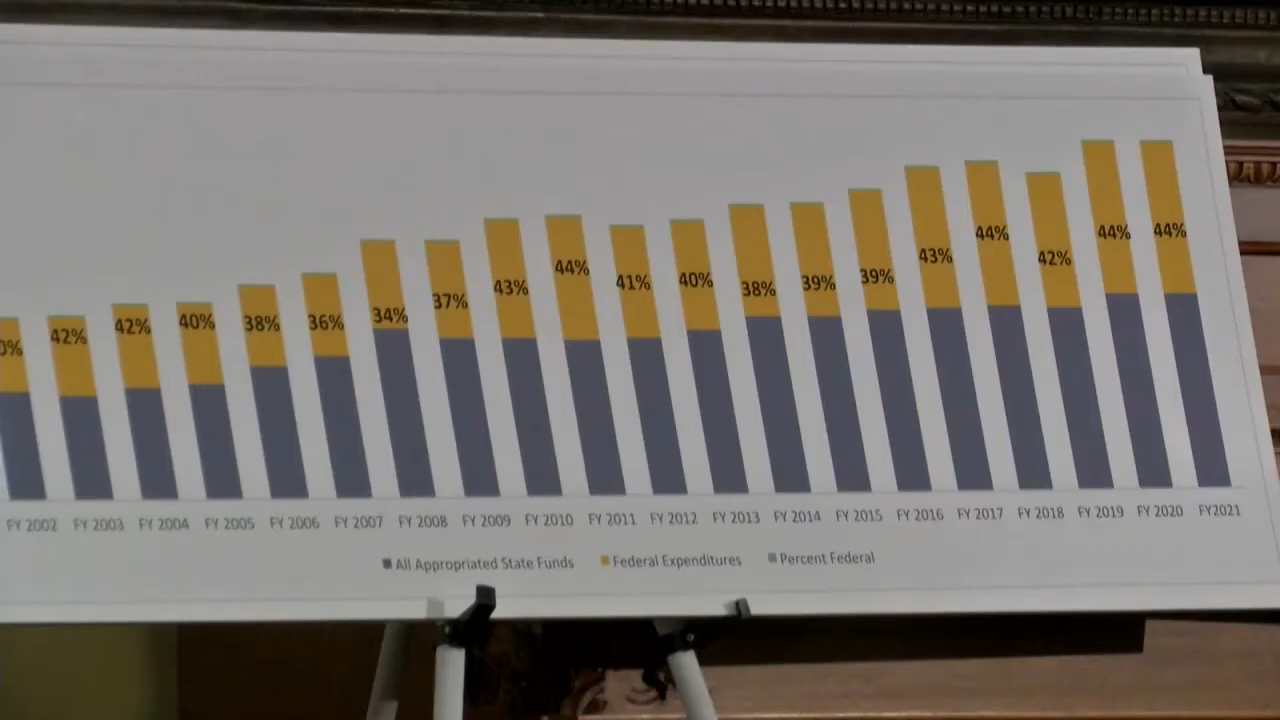 0% 42% 42% 40% 38% 36% 34% 37% 43% 44% 41% 40% 38% 39% 39% 43% 44% 42% 44% 44%
FY 2002 FY 2003 FY 2004 FY 2005 FY 2006 FY 2007 FY 2008 FY 2009 FY 2010 FY 2011 FY 2012 FY 2013 FY 2014 FY 2015 FY 2016 FY 2017 FY 2018 FY 2019 FY 2020 FY2021
All Appropriated State Funds Federal Expenditures Percent Federal